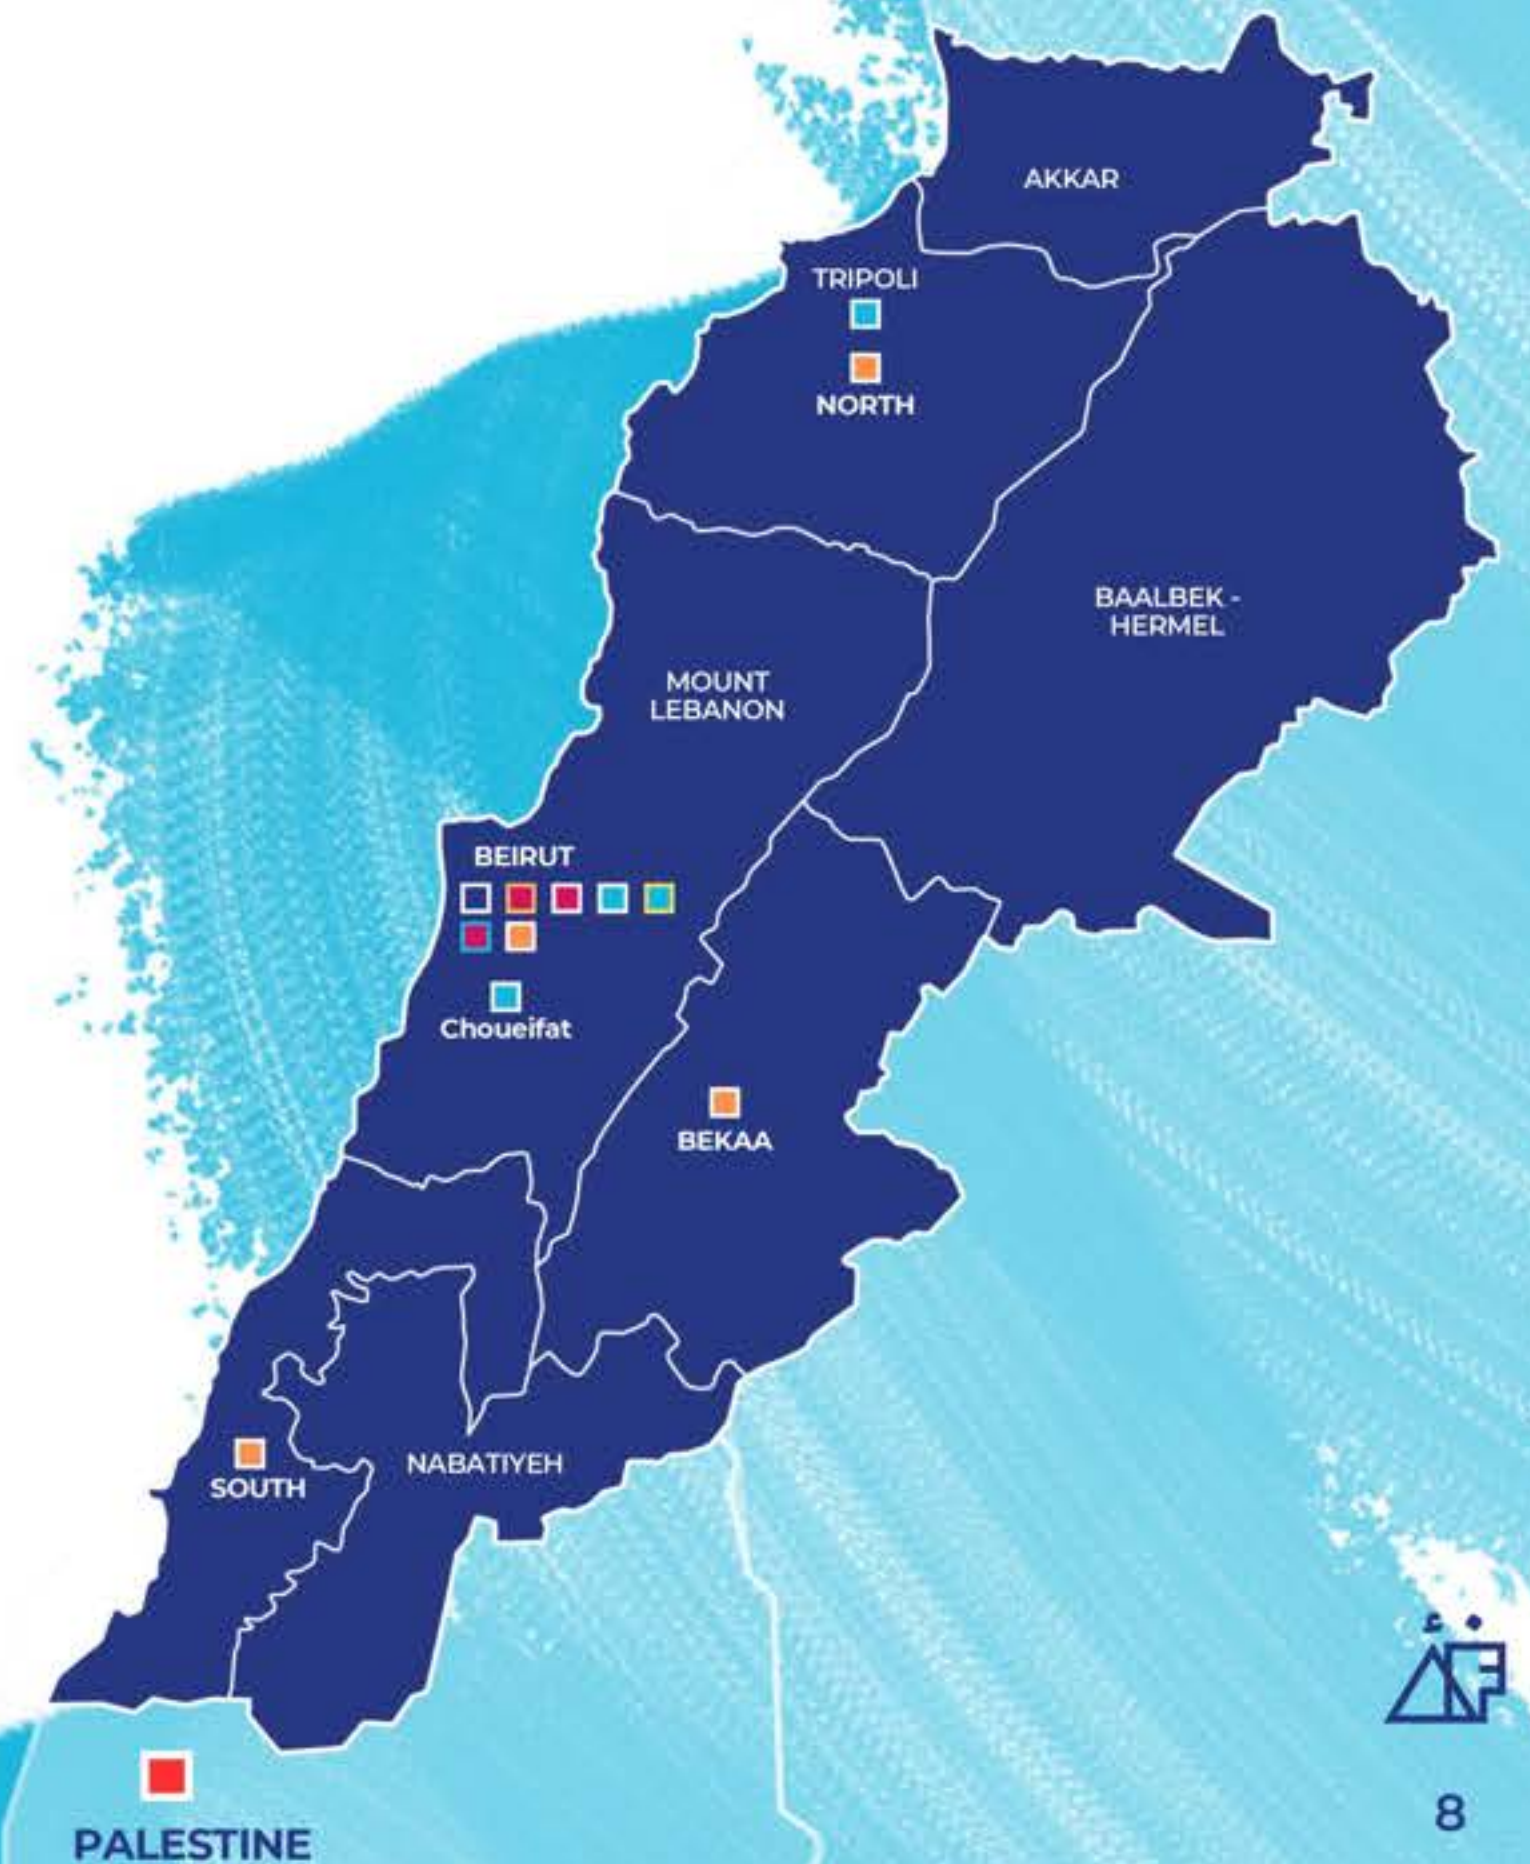 AKKAR
TRIPOLI
NORTH
BAALBEK -
HERMEL
MOUNT
LEBANON
BEIRUT
Choueifat
BEKAA
NABATIYEH
SOUTH
8
PALESTINE